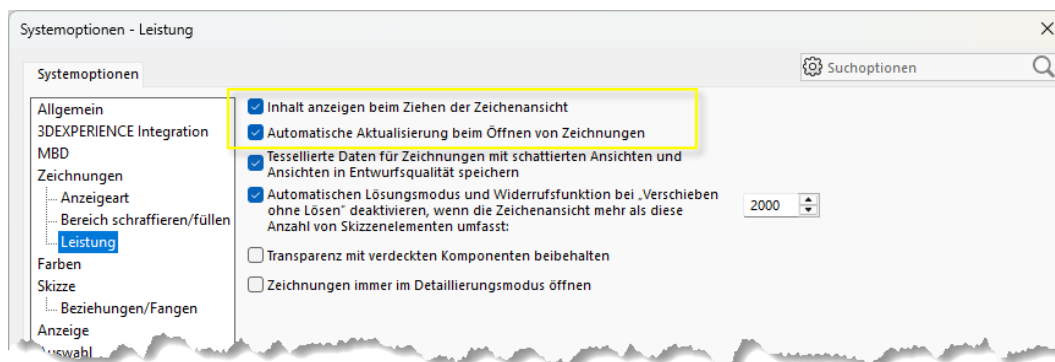 Systemoptionen - Leistung
Systemoptionen
Suchoptionen
Allgemein
3DEXPERIENCE Integration
MBD
Zeichnungen
Anzeigeart
Bereich schraffieren/füllen
Leistung
Farben
Skizze
Beziehungen/Fangen
Anzeige
Auswahl
Inhalt anzeigen beim Ziehen der Zeichenansicht
Automatische Aktualisierung beim Öffnen von Zeichnungen
Tessellierte Daten für Zeichnungen mit schattierten Ansichten und
Ansichten in Entwurfsqualität speichern
Automatischen Lösungsmodus und Widerrufsfunktion bei „Verschieben
ohne Lösen" deaktivieren, wenn die Zeichenansicht mehr als diese
Anzahl von Skizzenelementen umfasst:
2000
Transparenz mit verdeckten Komponenten beibehalten
Zeichnungen immer im Detaillierungsmodus öffnen